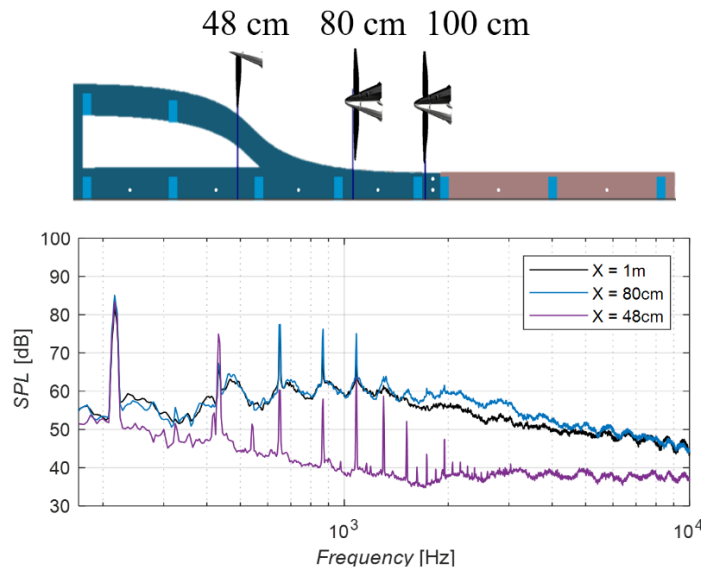 48 cm 80 cm 100 cm
100
90
80
70
60
50
40
30
SPL [dB]
X = 1m
X = 80cm
X = 48cm
10^3
10^4
Frequency [Hz]